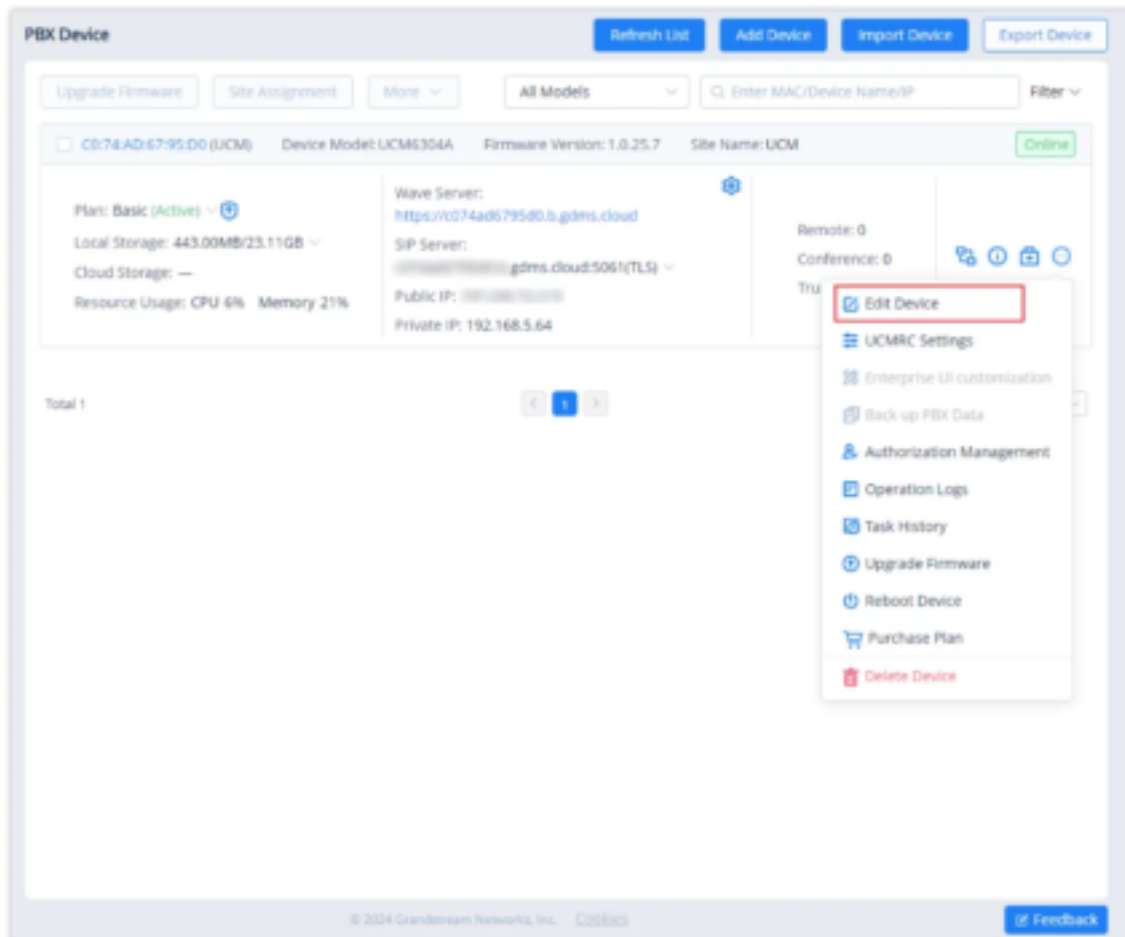 PBX Device
Refresh List
Add Device
Import Device
Export Device
Upgrade Firmware
Site Assignment
More
All Models
Enter MAC/Device Name/IP
Filter
C0:74:AD:67:95:D0 (UCM)
Device Model: UCM6304A
Firmware Version: 1.0.25.7
Site Name: UCM
Online
Plan: Basic (Active)
Local Storage: 443.00MB/23.11GB
Cloud Storage: —
Resource Usage: CPU 6% Memory 21%
Wave Server:
https://c074ad6795d0.b.gdms.cloud
SIP Server:
.gdms.cloud:5061(TLS)
Public IP:
Private IP: 192.168.5.64
Remote: 0
Conference: 0
Tru
Edit Device
UCMRC Settings
Enterprise UI customization
Back up PBX Data
Authorization Management
Operation Logs
Task History
Upgrade Firmware
Reboot Device
Purchase Plan
Delete Device
Total 1
1
© 2024 Grandstream Networks, Inc.
Cookies
Feedback